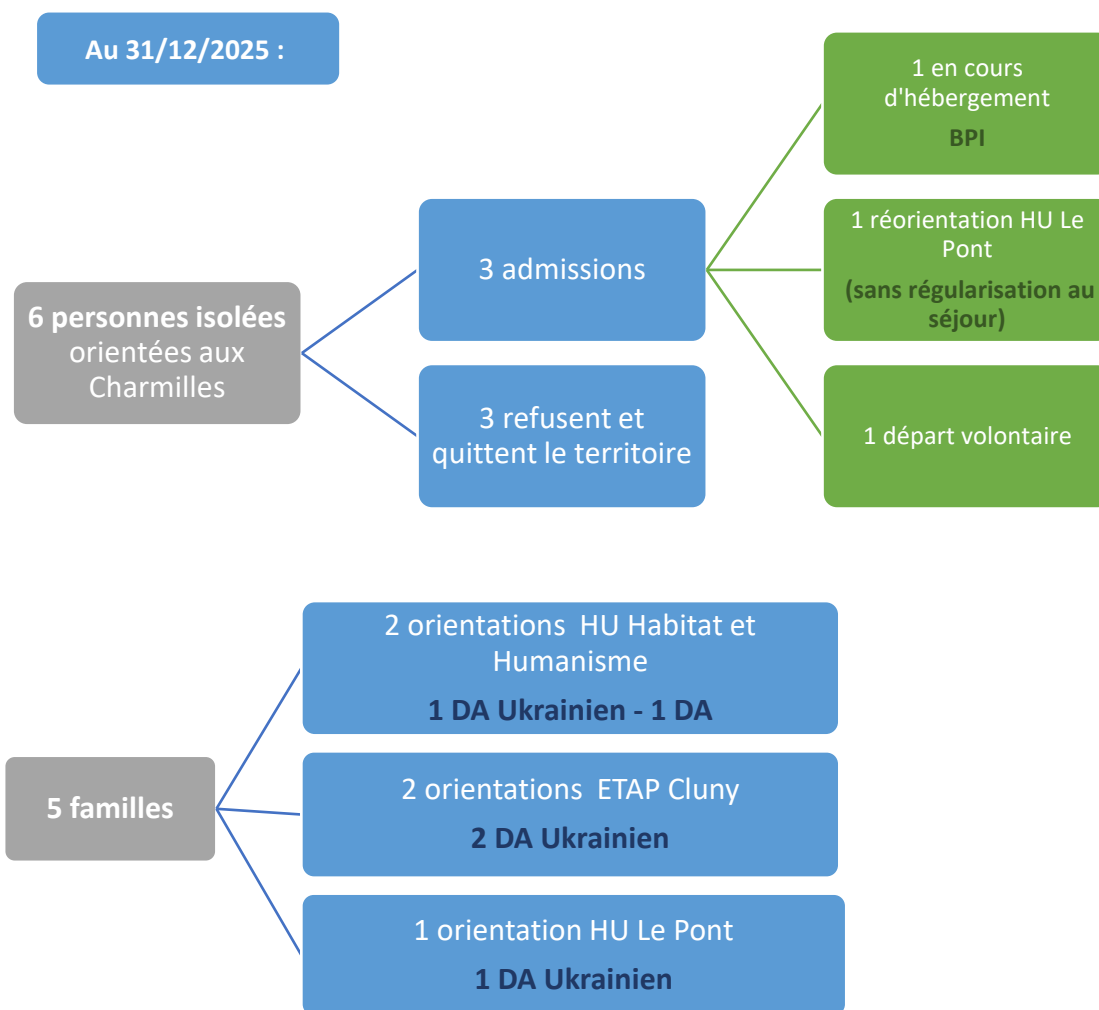 Au 31/12/2025 :
6 personnes isolées
orientées aux
Charmilles
3 admissions
3 refusent et
quittent le territoire
1 en cours
d'hébergement
BPI
1 réorientation HU Le
Pont
(sans régularisation au
séjour)
1 départ volontaire
5 familles
2 orientations  HU Habitat et
Humanisme
1 DA Ukrainien - 1 DA
2 orientations  ETAP Cluny
2 DA Ukrainien
1 orientation HU Le Pont
1 DA Ukrainien